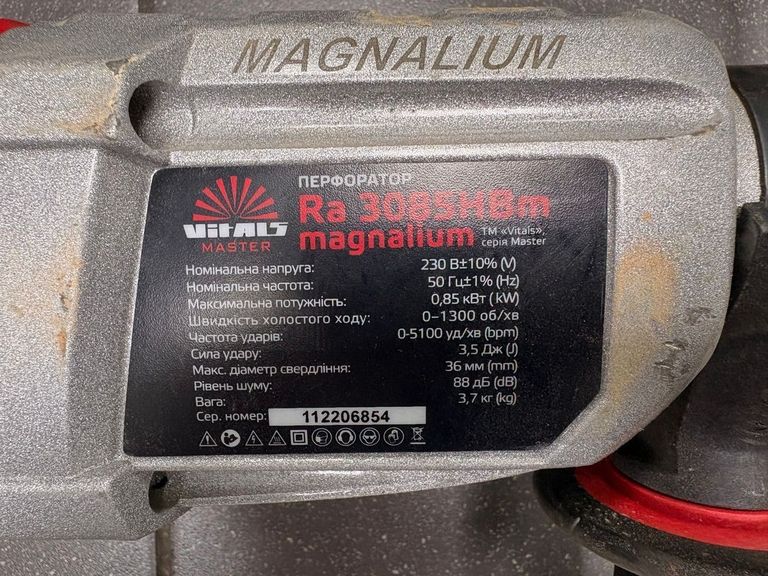 MAGNALIUM
ПЕРФОРАТОР
Ra 3085HBm
magnalium ТМ «Vitals», серія Master
ViTALS
MASTER
Номінальна напруга: 230 В±10% (V)
Номінальна частота: 50 Гц±1% (Hz)
Максимальна потужність: 0,85 кВт (kW)
Швидкість холостого ходу: 0–1300 об/хв
Частота ударів: 0-5100 уд/хв (bpm)
Сила удару: 3,5 Дж (J)
Макс. діаметр свердління: 36 мм (mm)
Рівень шуму: 88 дБ (dB)
Вага: 3,7 кг (kg)
Сер. номер: 112206854